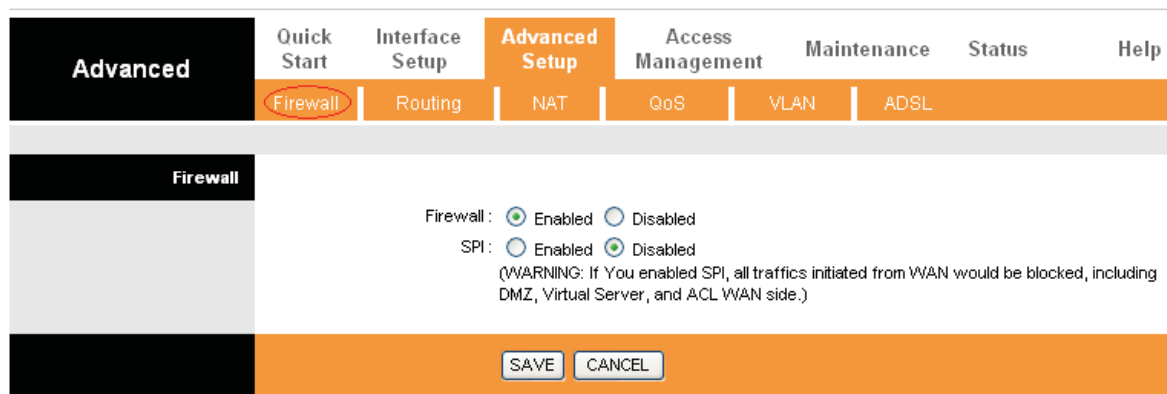 Advanced
Quick Start
Interface Setup
Advanced Setup
Access Management
Maintenance
Status
Help
Firewall
Routing
NAT
QoS
VLAN
ADSL
Firewall
Firewall : Enabled Disabled
SPI : Enabled Disabled
(WARNING: If You enabled SPI, all traffics initiated from WAN would be blocked, including
DMZ, Virtual Server, and ACL WAN side.)
SAVE CANCEL